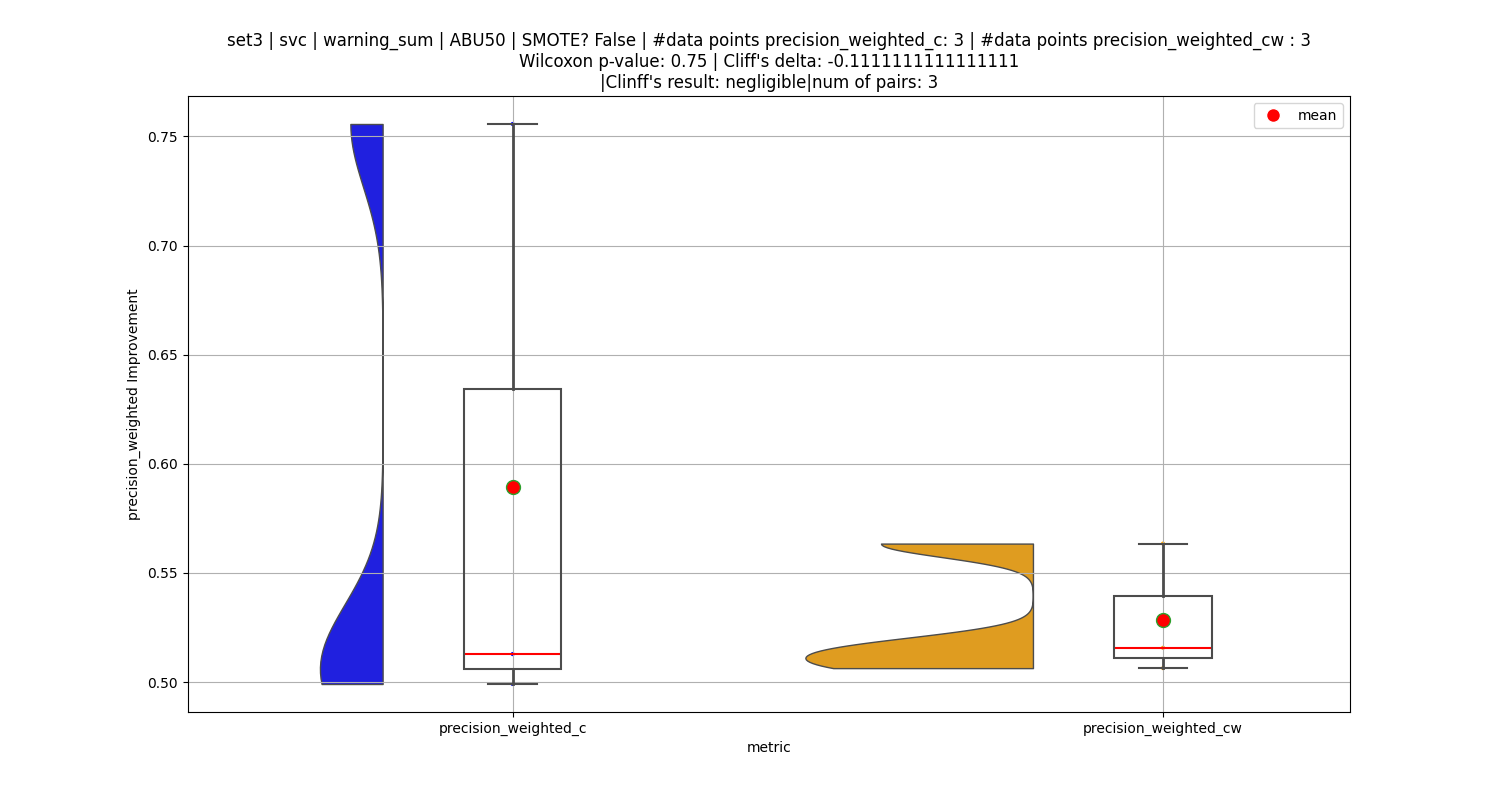 set3 | svc | warning_sum | ABU50 | SMOTE? False | #data points precision_weighted_c: 3 | #data points precision_weighted_cw : 3
Wilcoxon p-value: 0.75 | Cliff's delta: -0.1111111111111111
|Clinff's result: negligible|num of pairs: 3
mean
0.75
0.70
0.65
0.60
0.55
0.50
precision_weighted Improvement
precision_weighted_c
precision_weighted_cw
metric